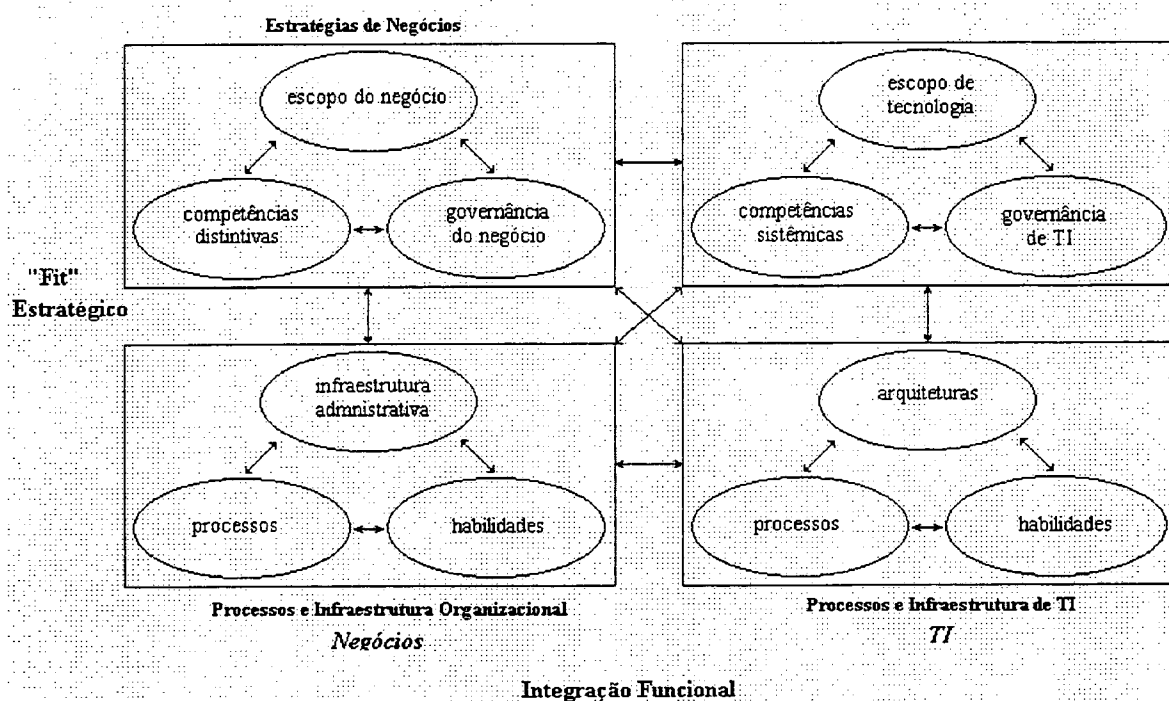 Estratégias de Negócios
escopo do negócio
competências
distintivas
governância
do negócio
escopo de
tecnologia
competências
sistêmicas
governância
de TI
"Fit"
Estratégico
infraestrutura
admnistrativa
processos
habilidades
arquiteturas
processos
habilidades
Processos e Infraestrutura Organizacional
Negócios
Processos e Infraestrutura de TI
TI
Integração Funcional